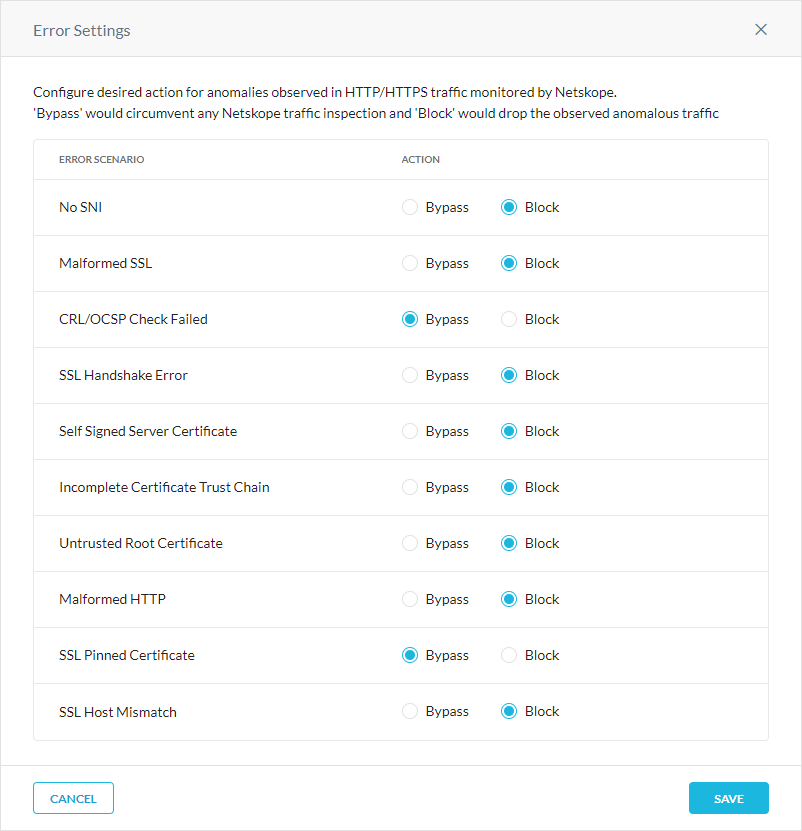 Error Settings
Configure desired action for anomalies observed in HTTP/HTTPS traffic monitored by Netskope.
'Bypass' would circumvent any Netskope traffic inspection and 'Block' would drop the observed anomalous traffic
ERROR SCENARIO ACTION
No SNI Bypass Block
Malformed SSL Bypass Block
CRL/OCSP Check Failed Bypass Block
SSL Handshake Error Bypass Block
Self Signed Server Certificate Bypass Block
Incomplete Certificate Trust Chain Bypass Block
Untrusted Root Certificate Bypass Block
Malformed HTTP Bypass Block
SSL Pinned Certificate Bypass Block
SSL Host Mismatch Bypass Block
CANCEL SAVE